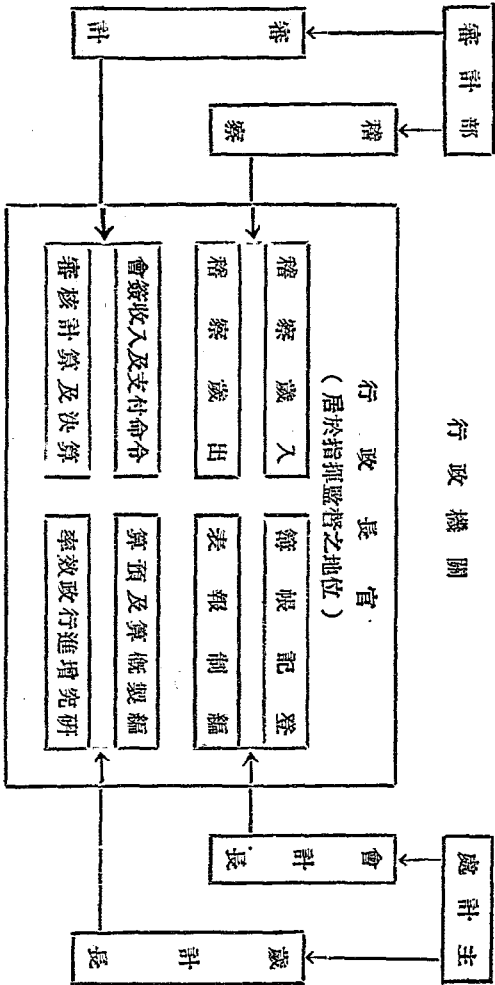 行政機關
審計部
稽察
審計
行政長官
(居於指揮監督之地位)
稽察歲入
稽察歲出
會簽收入及支付命令
審核計算及決算
登記帳簿
編制報表
編製概算及預算
研究增進行政效率
主計處
會計長
歲計長